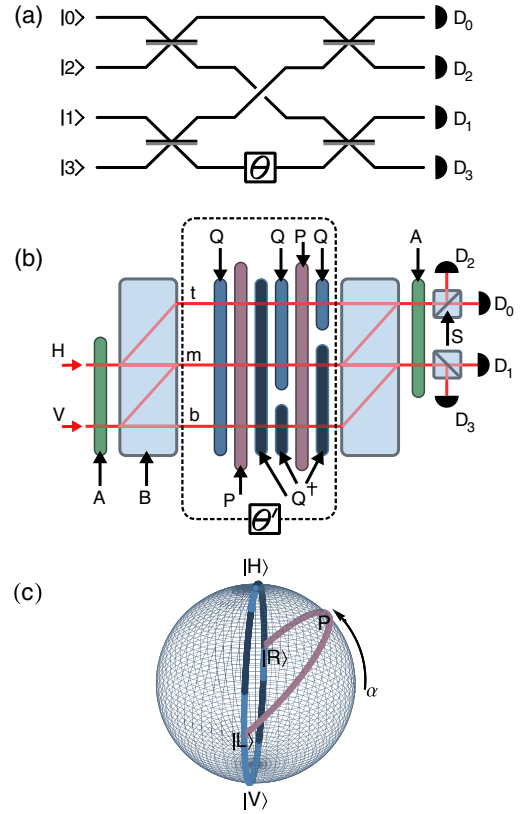 (a)
|0⟩ D0
|2⟩ D2
|1⟩ D1
|3⟩ θ D3
(b)
Q Q P Q A
D2
t D0
S
H m D1
V b D3
A B P Q†
θ′
(c)
|H⟩
P
|R⟩
α
|L⟩
|V⟩